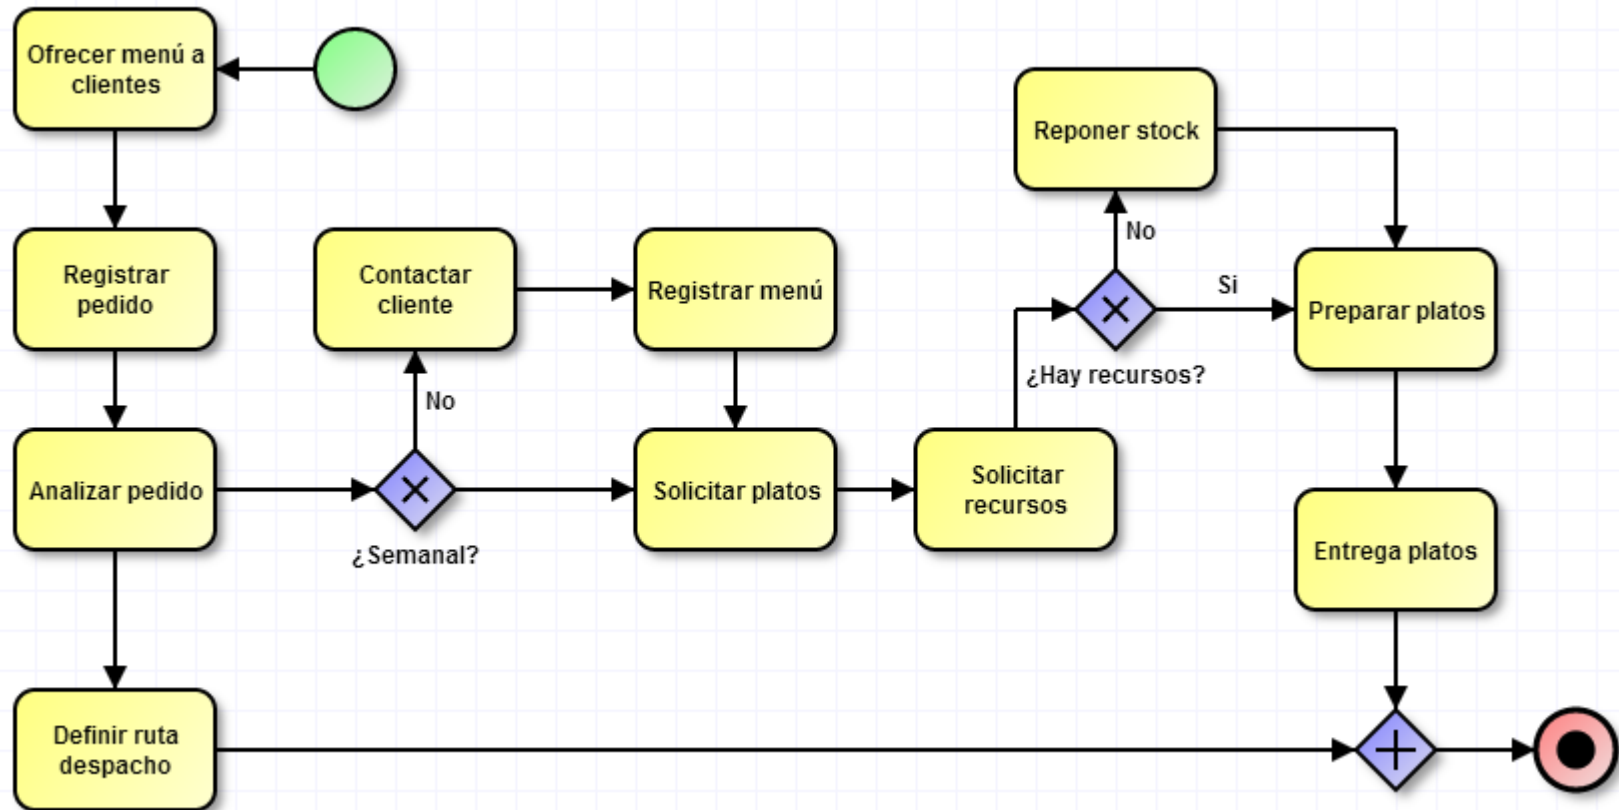 Ofrecer menú a
clientes
Reponer stock
No
Registrar
pedido
Contactar
cliente
Registrar menú
Si
Preparar platos
¿Hay recursos?
No
Analizar pedido
¿Semanal?
Solicitar platos
Solicitar
recursos
Entrega platos
Definir ruta
despacho